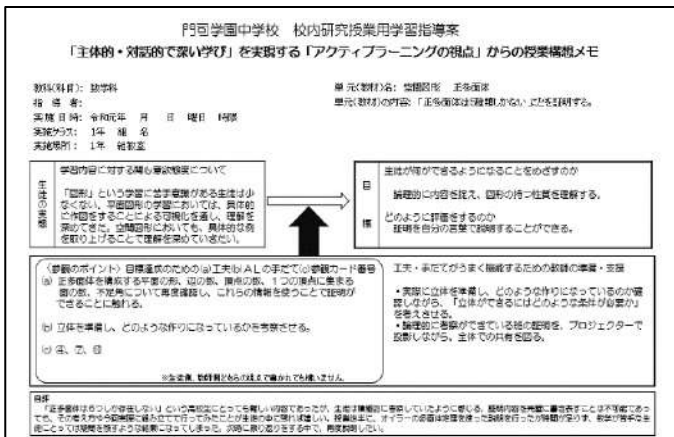 門司学園中学校 校内研究授業用学習指導案
「主体的・対話的で深い学び」を実現する「アクティブラーニングの視点」からの授業構想メモ
教科(科目): 数学科
単元(教材)名: 空間図形 正多面体
指導者:
単元(教材)の内容: 「正多面体は5種類しかない」ことを証明する。
実施日時: 令和元年 月 日 曜日 時限
実施クラス: 1年 組 名
実施場所: 1年 組教室
生徒の実態
学習内容に対する関心意欲態度について
「図形」という学習に苦手意識がある生徒は少
なくない。平面図形の学習においては、具体的
に作図をすることによる可視化を通し、理解を
深めてきた。空間図形においても、具体的な例
を取り上げることで理解を深めていきたい。
目標
生徒が何ができるようになることをめざすのか
論理的に内容を捉え、図形の持つ性質を理解する。
どのように評価をするのか
証明を自分の言葉で説明することができる。
(参観のポイント)目標達成のための(a)工夫(b)ALの手だて(c)参観カード番号
(a) 正多面体を構成する平面の形、辺の数、頂点の数、1つの頂点に集まる
面の数、不足角について再度確認し、これらの情報を使うことで証明が
できることに触れる。
(b) 立体を準備し、どのような作りになっているかを考察させる。
(c) ④、⑦、⑧
工夫・手だてがうまく機能するための教師の準備・支援
・実際に立体を準備し、どのような作りになっているのか確
認しながら、「立体ができるにはどのような条件が必要か」
を考えさせる。
・論理的に考察ができている班の証明を、プロジェクターで
投影しながら、全体での共有を図る。
自評